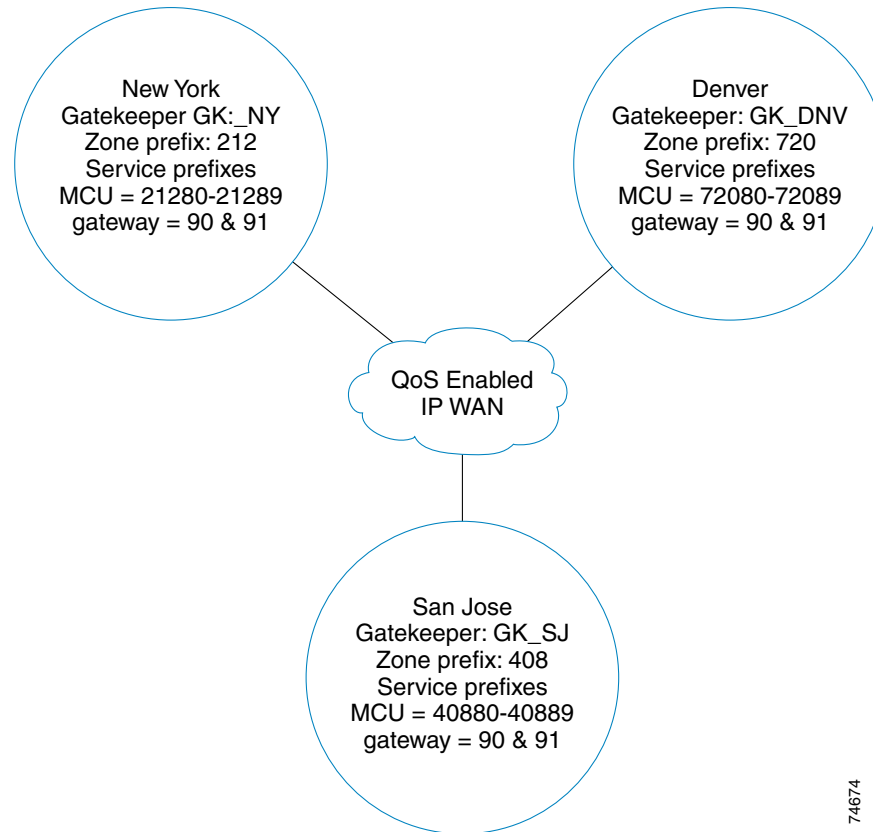 New York
Gatekeeper GK:_NY
Zone prefix: 212
Service prefixes
MCU = 21280-21289
gateway = 90 & 91
Denver
Gatekeeper: GK_DNV
Zone prefix: 720
Service prefixes
MCU = 72080-72089
gateway = 90 & 91
QoS Enabled
IP WAN
San Jose
Gatekeeper: GK_SJ
Zone prefix: 408
Service prefixes
MCU = 40880-40889
gateway = 90 & 91
74674